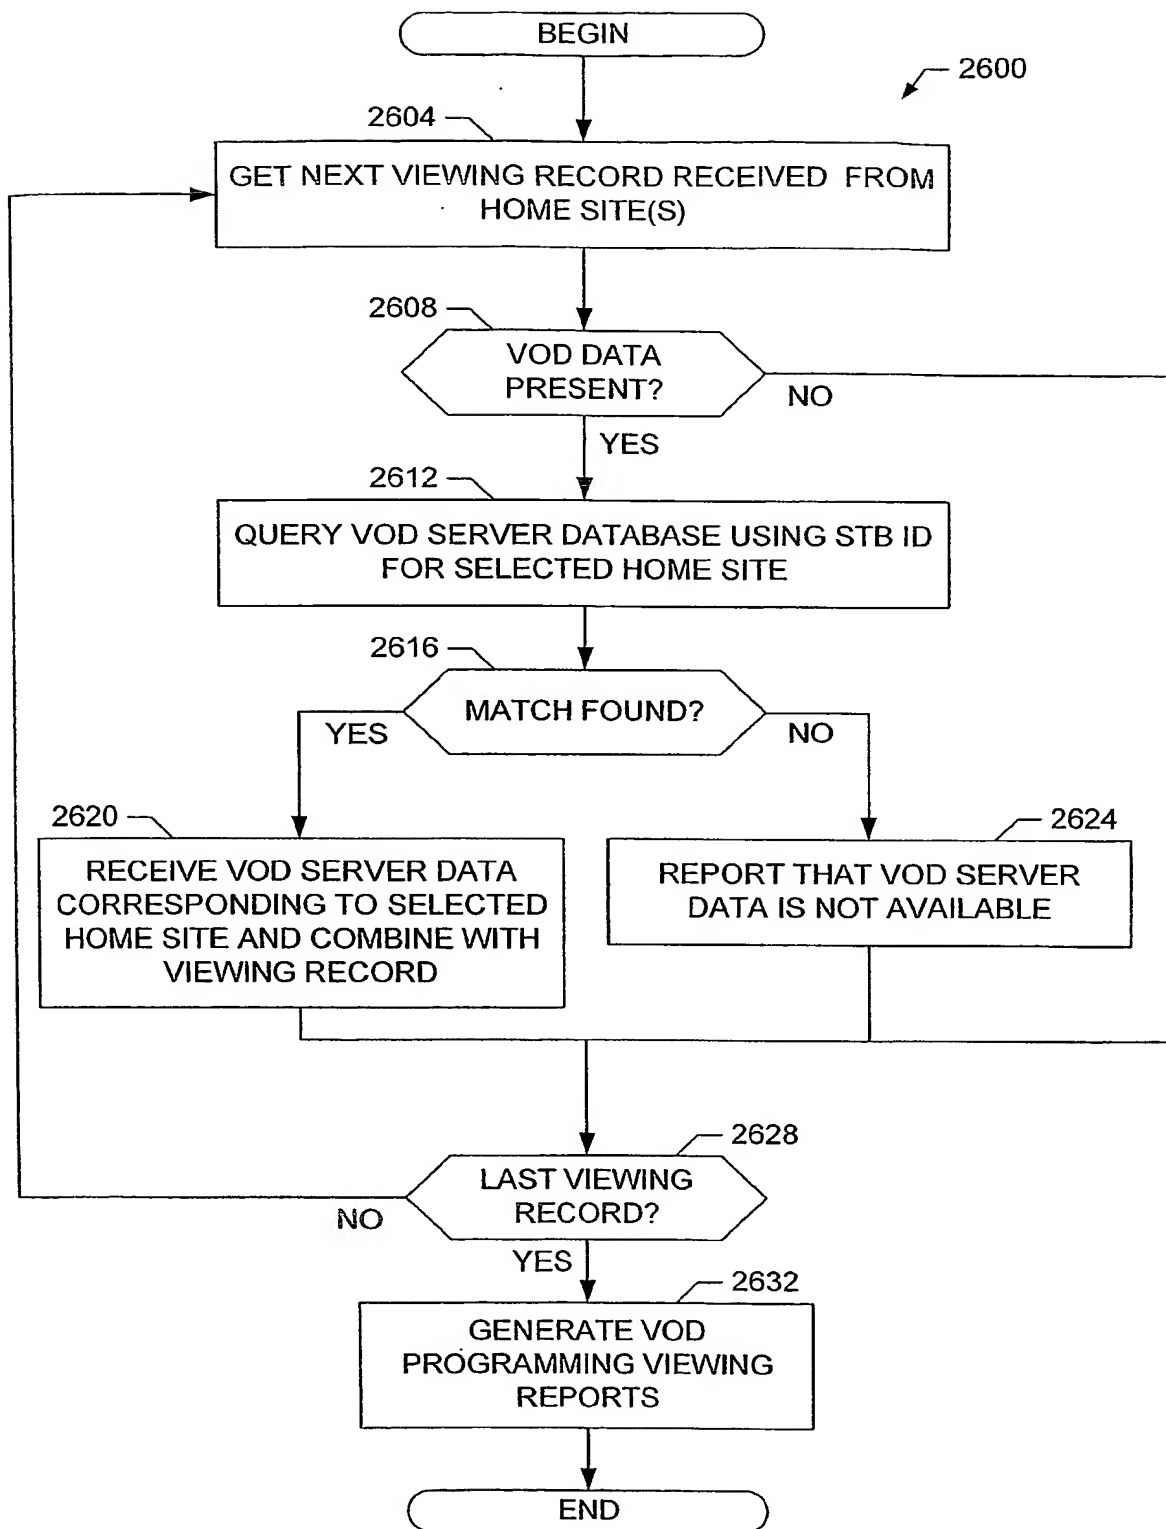 BEGIN
2600
2604
GET NEXT VIEWING RECORD RECEIVED FROM
HOME SITE(S)
2608
VOD DATA
PRESENT?
NO
YES
2612
QUERY VOD SERVER DATABASE USING STB ID
FOR SELECTED HOME SITE
2616
MATCH FOUND?
YES
NO
2620
RECEIVE VOD SERVER DATA
CORRESPONDING TO SELECTED
HOME SITE AND COMBINE WITH
VIEWING RECORD
2624
REPORT THAT VOD SERVER
DATA IS NOT AVAILABLE
2628
LAST VIEWING
RECORD?
NO
YES
2632
GENERATE VOD
PROGRAMMING VIEWING
REPORTS
END